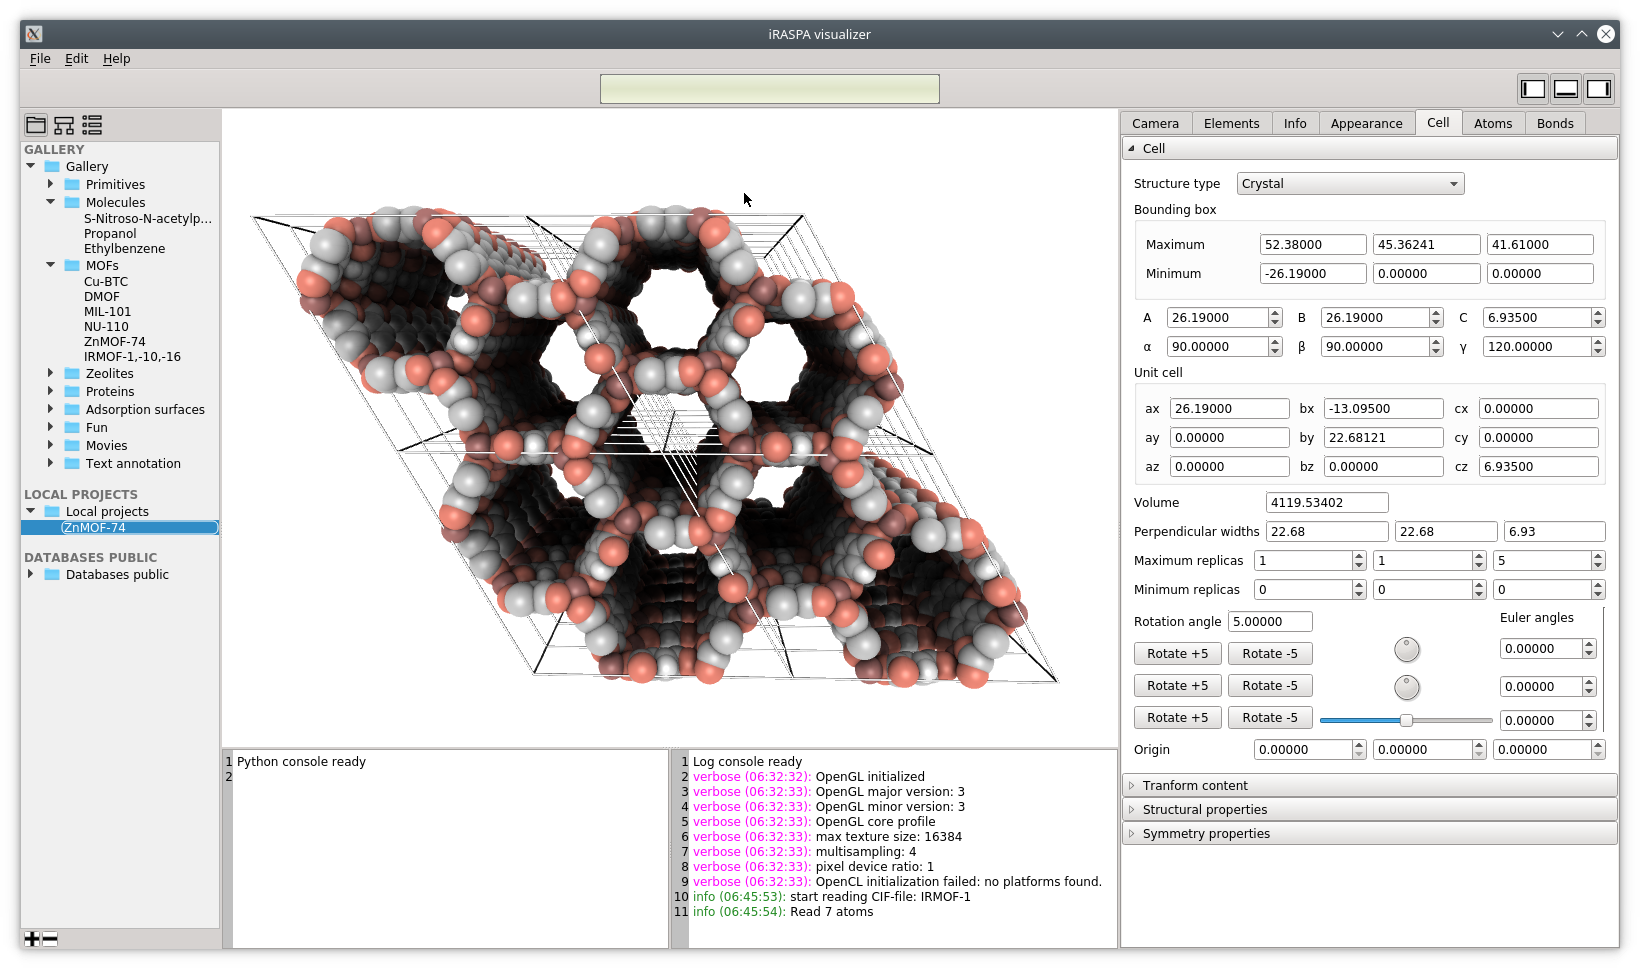 iRASPA visualizer
File Edit Help
Camera Elements Info Appearance Cell Atoms Bonds
GALLERY
Gallery
Primitives
Molecules
S-Nitroso-N-acetylp...
Propanol
Ethylbenzene
MOFs
Cu-BTC
DMOF
MIL-101
NU-110
ZnMOF-74
IRMOF-1,-10,-16
Zeolites
Proteins
Adsorption surfaces
Fun
Movies
Text annotation
LOCAL PROJECTS
Local projects
ZnMOF-74
DATABASES PUBLIC
Databases public
1 Python console ready
2
1 Log console ready
2 verbose (06:32:32): OpenGL initialized
3 verbose (06:32:33): OpenGL major version: 3
4 verbose (06:32:33): OpenGL minor version: 3
5 verbose (06:32:33): OpenGL core profile
6 verbose (06:32:33): max texture size: 16384
7 verbose (06:32:33): multisampling: 4
8 verbose (06:32:33): pixel device ratio: 1
9 verbose (06:32:33): OpenCL initialization failed: no platforms found.
10 info (06:45:53): start reading CIF-file: IRMOF-1
11 info (06:45:54): Read 7 atoms
Cell
Structure type Crystal
Bounding box
Maximum 52.38000 45.36241 41.61000
Minimum -26.19000 0.00000 0.00000
A 26.19000 B 26.19000 C 6.93500
α 90.00000 β 90.00000 γ 120.00000
Unit cell
ax 26.19000 bx -13.09500 cx 0.00000
ay 0.00000 by 22.68121 cy 0.00000
az 0.00000 bz 0.00000 cz 6.93500
Volume 4119.53402
Perpendicular widths 22.68 22.68 6.93
Maximum replicas 1 1 5
Minimum replicas 0 0 0
Rotation angle 5.00000 Euler angles
Rotate +5 Rotate -5 0.00000
Rotate +5 Rotate -5 0.00000
Rotate +5 Rotate -5 0.00000
Origin 0.00000 0.00000 0.00000
Tranform content
Structural properties
Symmetry properties